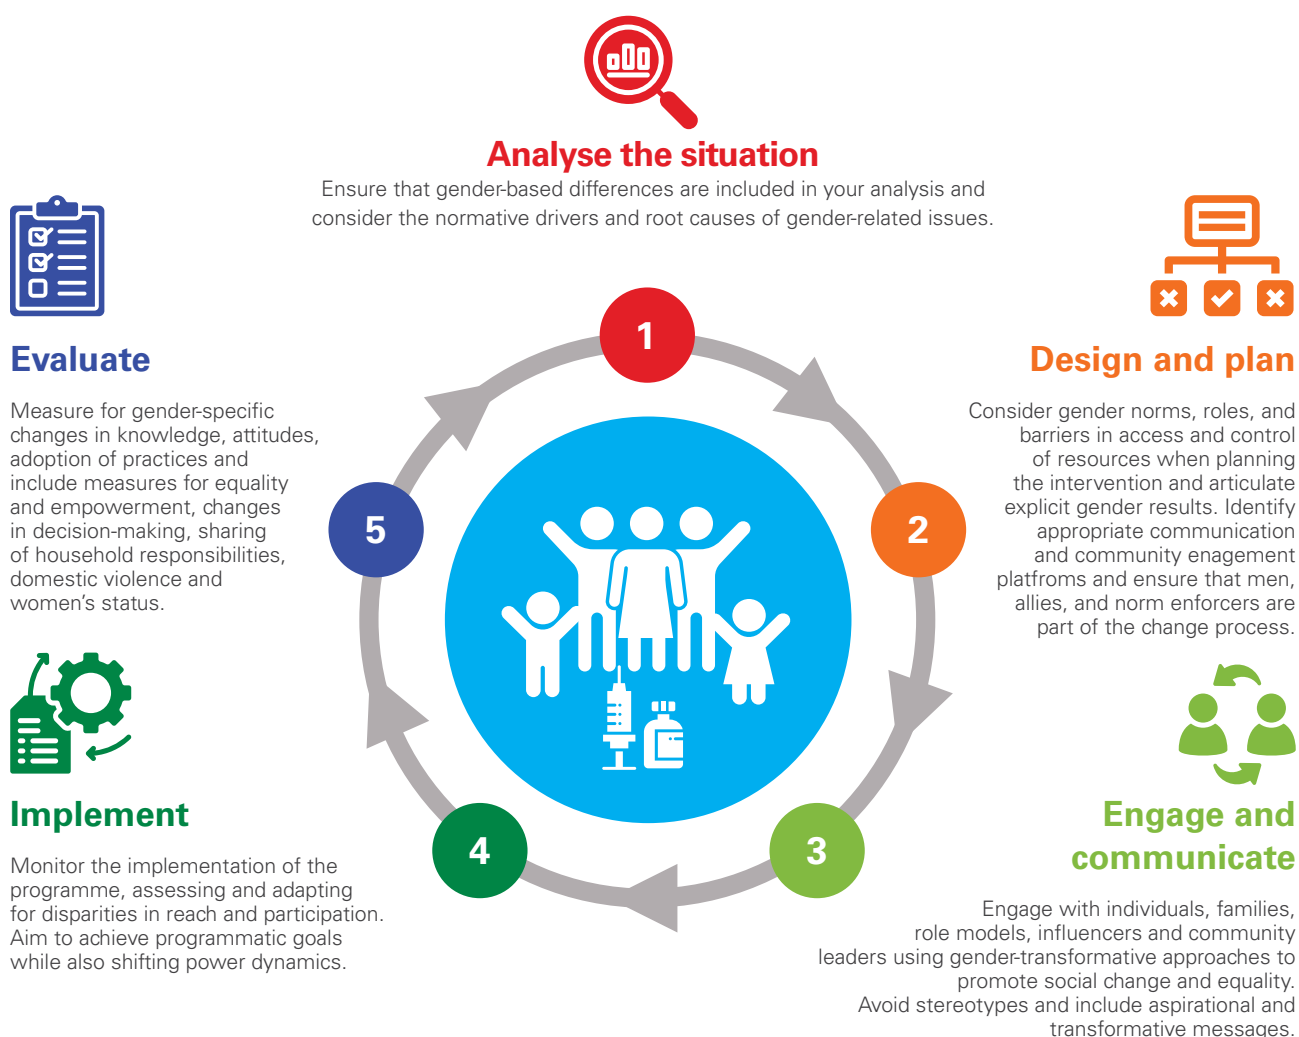 Analyse the situation
Ensure that gender-based differences are included in your analysis and
consider the normative drivers and root causes of gender-related issues.
1
Design and plan
Consider gender norms, roles, and
barriers in access and control
of resources when planning
the intervention and articulate
explicit gender results. Identify
appropriate communication
and community enagement
platfroms and ensure that men,
allies, and norm enforcers are
part of the change process.
2
Engage and
communicate
Engage with individuals, families,
role models, influencers and community
leaders using gender-transformative approaches to
promote social change and equality.
Avoid stereotypes and include aspirational and
transformative messages.
3
Implement
Monitor the implementation of the
programme, assessing and adapting
for disparities in reach and participation.
Aim to achieve programmatic goals
while also shifting power dynamics.
4
Evaluate
Measure for gender-specific
changes in knowledge, attitudes,
adoption of practices and
include measures for equality
and empowerment, changes
in decision-making, sharing
of household responsibilities,
domestic violence and
women's status.
5